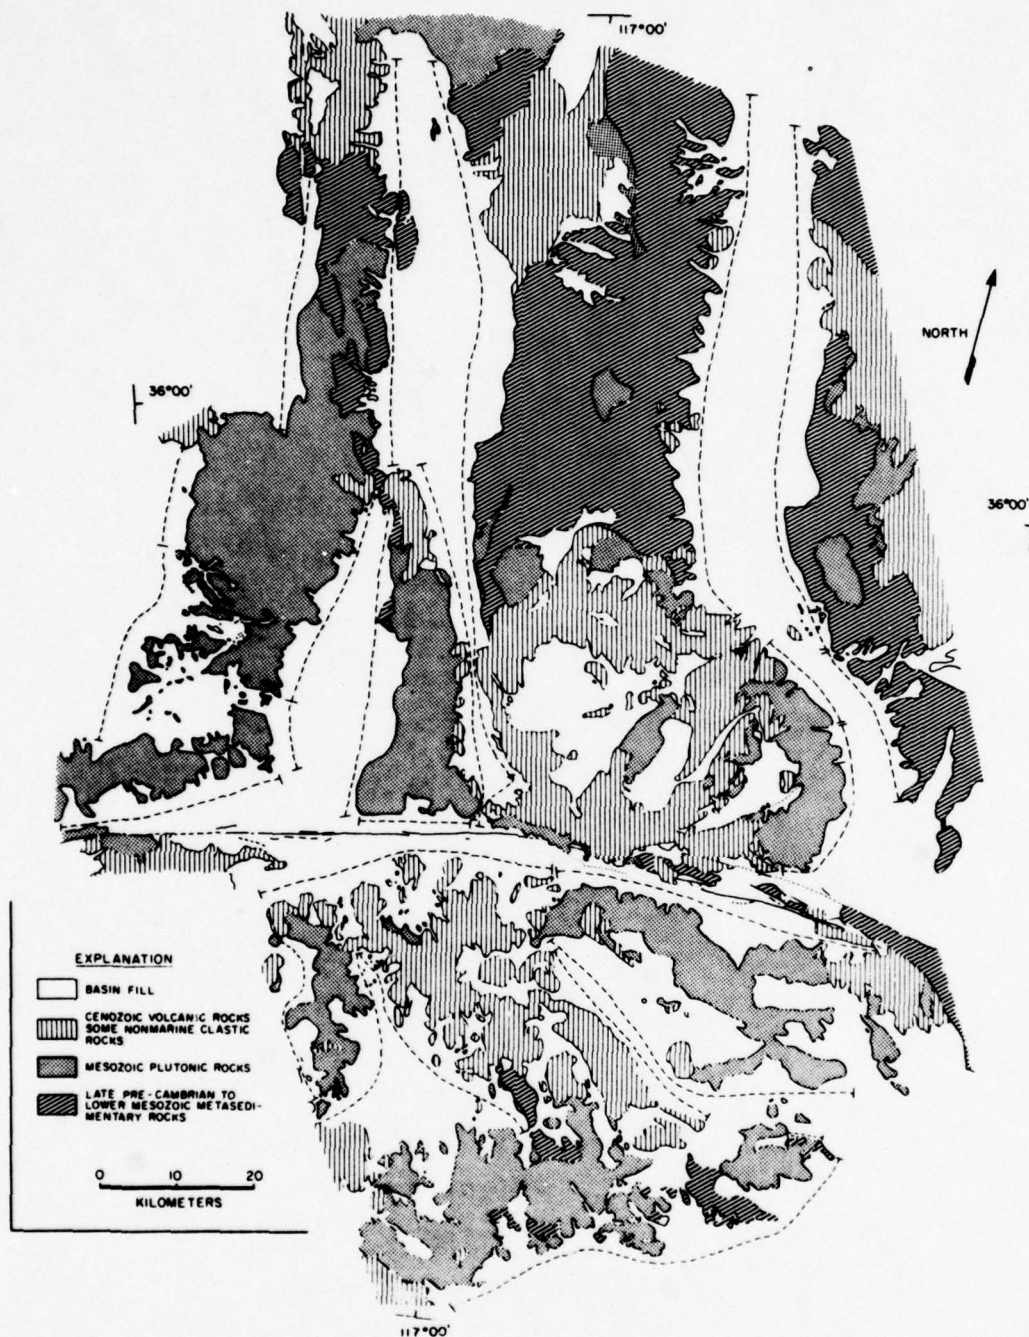 117°00'
NORTH
36°00'
36°00'
EXPLANATION
BASIN FILL
CENOZOIC VOLCANIC ROCKS
SOME NONMARINE CLASTIC
ROCKS
MESOZOIC PLUTONIC ROCKS
LATE PRE-CAMBRIAN TO
LOWER MESOZOIC METASEDI-
MENTARY ROCKS
0 10 20
KILOMETERS
117°00'